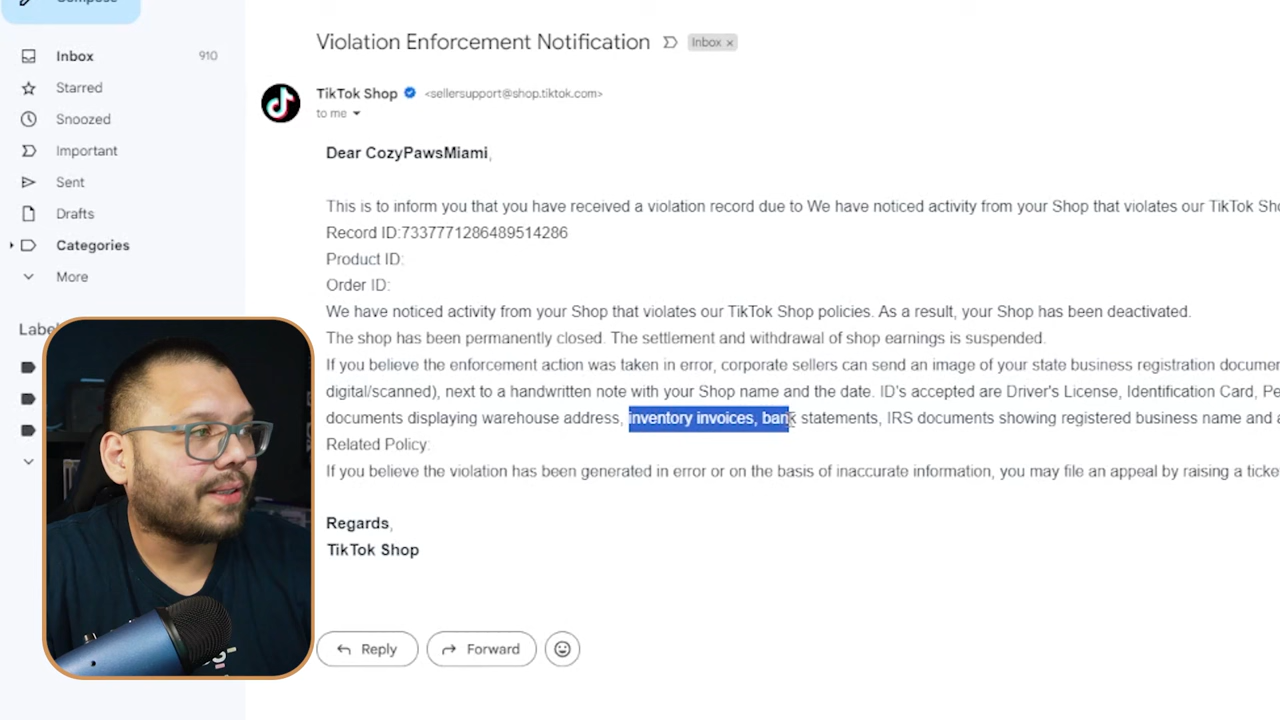 Compose
Inbox 910
Starred
Snoozed
Important
Sent
Drafts
Categories
More
Violation Enforcement Notification Inbox ×
TikTok Shop <sellersupport@shop.tiktok.com>
to me
Dear CozyPawsMiami,
This is to inform you that you have received a violation record due to We have noticed activity from your Shop that violates our TikTok
Record ID:7337771286489514286
Product ID:
Order ID:
We have noticed activity from your Shop that violates our TikTok Shop policies. As a result, your Shop has been deactivated.
The shop has been permanently closed. The settlement and withdrawal of shop earnings is suspended.
If you believe the enforcement action was taken in error, corporate sellers can send an image of your state business registration
digital/scanned), next to a handwritten note with your Shop name and the date. ID's accepted are Driver's License, Identification Card,
documents displaying warehouse address, inventory invoices, bank statements, IRS documents showing registered business name and
Related Policy:
If you believe the violation has been generated in error or on the basis of inaccurate information, you may file an appeal by raising a
Regards,
TikTok Shop
Reply Forward